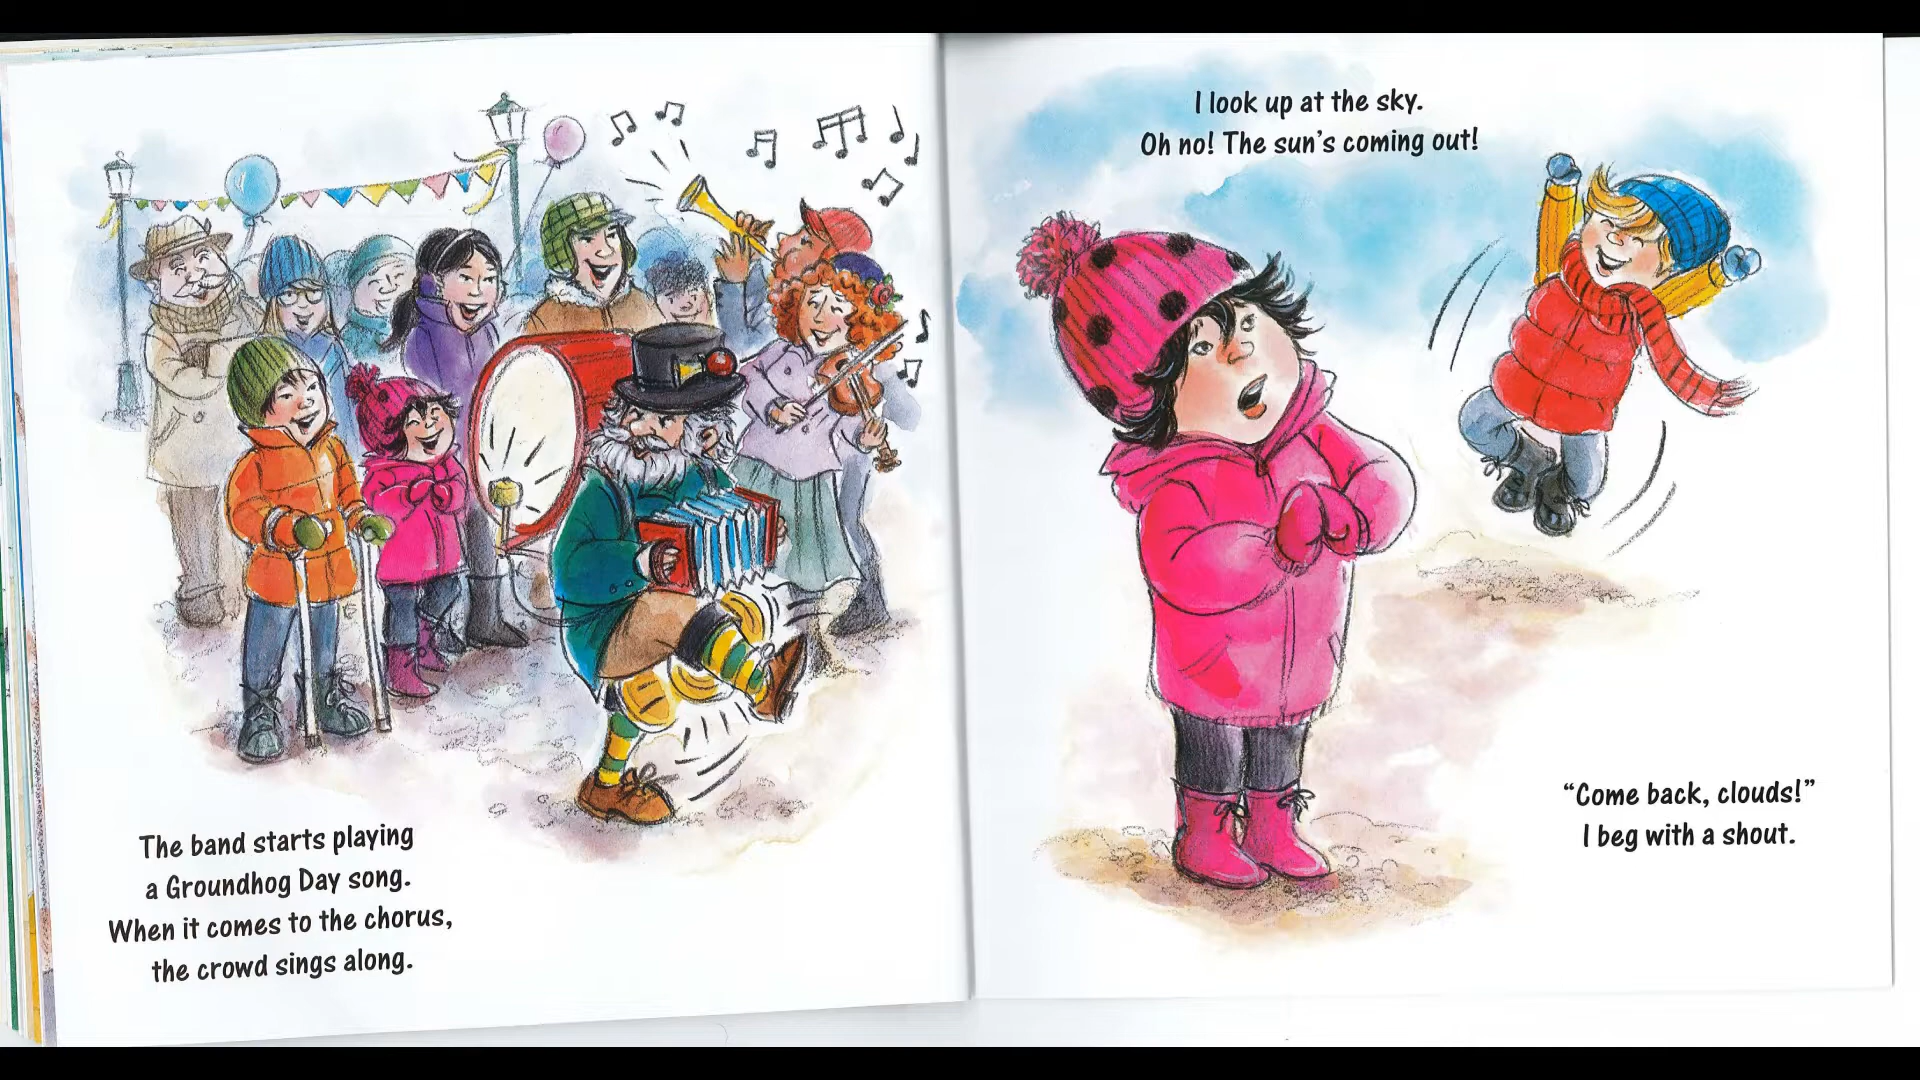 The band starts playing
a Groundhog Day song.
When it comes to the chorus,
the crowd sings along.
I look up at the sky.
Oh no! The sun’s coming out!
“Come back, clouds!”
I beg with a shout.